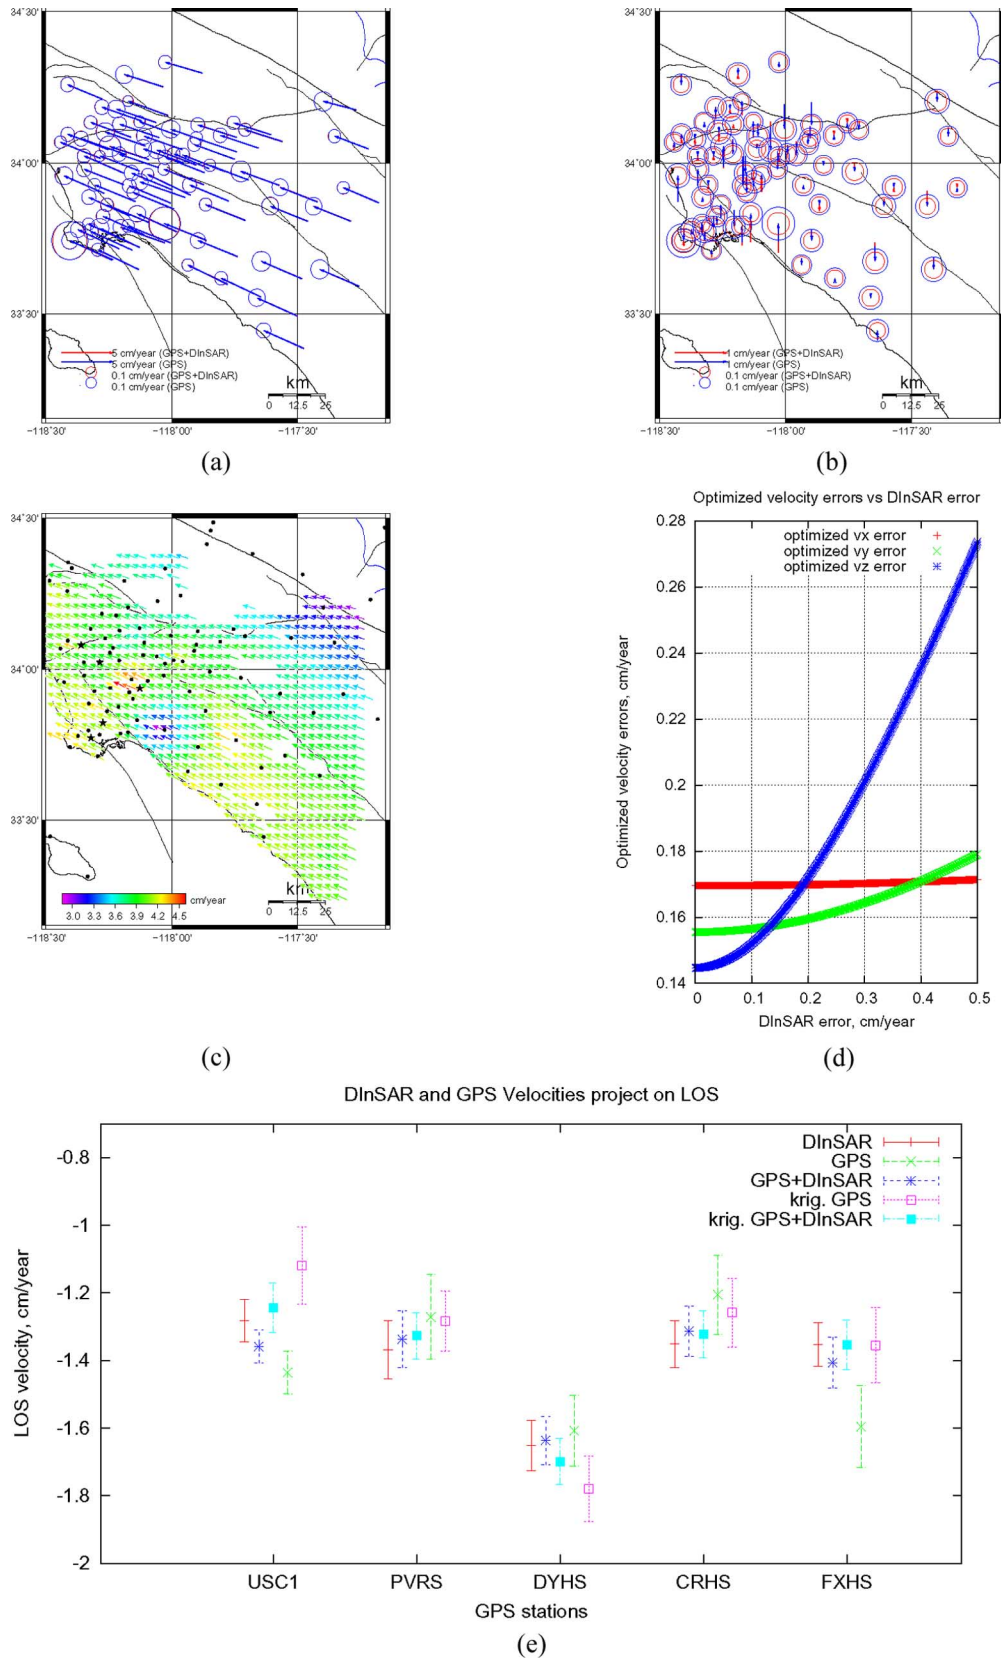 34˚30'
34˚00'
33˚30'
5 cm/year (GPS+DInSAR)
5 cm/year (GPS)
0.1 cm/year (GPS+DInSAR)
0.1 cm/year (GPS)
km
0 12.5 25
−118˚30' −118˚00' −117˚30'
(a)
34˚30'
34˚00'
33˚30'
1 cm/year (GPS+DInSAR)
1 cm/year (GPS)
0.1 cm/year (GPS+DInSAR)
0.1 cm/year (GPS)
km
0 12.5 25
−118˚30' −118˚00' −117˚30'
(b)
34˚30'
34˚00'
33˚30'
cm/year
3.0 3.3 3.6 3.9 4.2 4.6
km
0 12.5 25
−118˚30' −118˚00' −117˚30'
(c)
Optimized velocity errors vs DInSAR error
optimized vx error
optimized vy error
optimized vz error
0.28
0.26
0.24
0.22
0.2
0.18
0.16
0.14
Optimized velocity errors, cm/year
0 0.1 0.2 0.3 0.4 0.5
DInSAR error, cm/year
(d)
DInSAR and GPS Velocities project on LOS
DInSAR
GPS
GPS+DInSAR
krig. GPS
krig. GPS+DInSAR
-0.8
-1
-1.2
-1.4
-1.6
-1.8
-2
LOS velocity, cm/year
USC1 PVRS DYHS CRHS FXHS
GPS stations
(e)